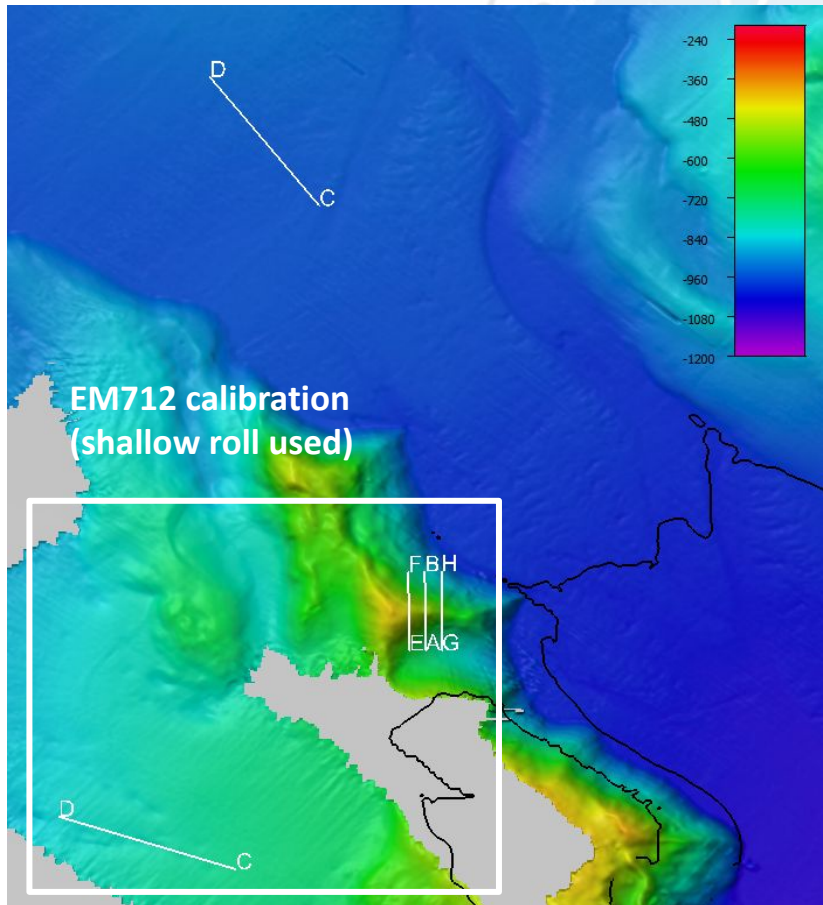 -240
-360
-480
-600
-720
-840
-960
-1080
-1200
D
C
EM712 calibration
(shallow roll used)
F B H
E A G
D
C